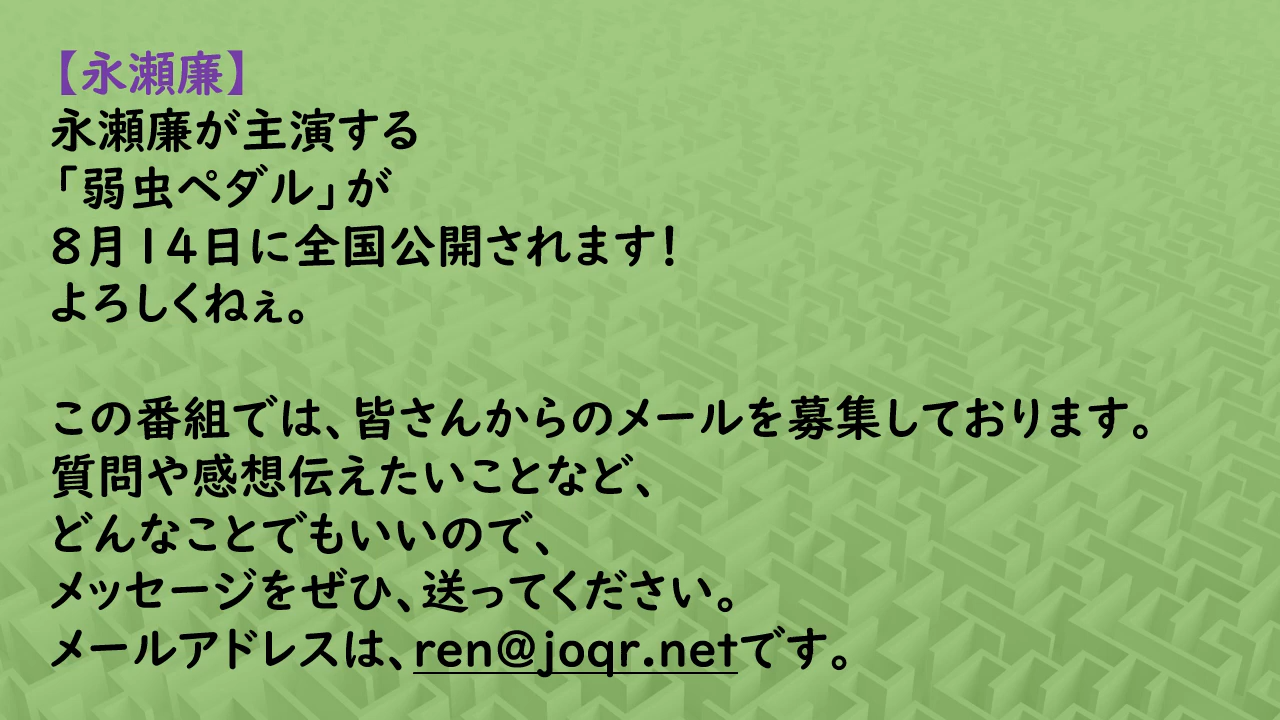 【永瀬廉】
永瀬廉が主演する
「弱虫ペダル」が
８月１４日に全国公開されます！
よろしくねぇ。
この番組では、皆さんからのメールを募集しております。
質問や感想伝えたいことなど、
どんなことでもいいので、
メッセージをぜひ、送ってください。
メールアドレスは、ren@joqr.netです。